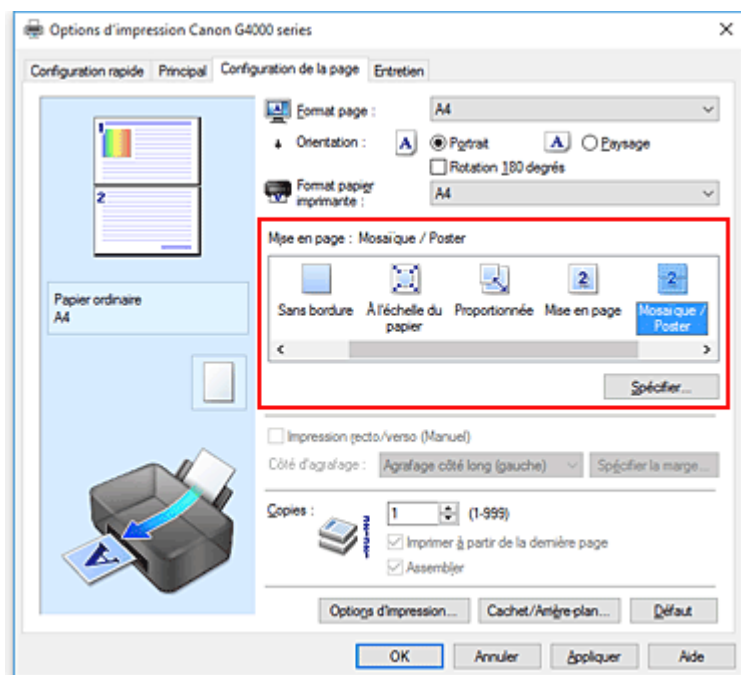 Options d'impression Canon G4000 series
Configuration rapide Principal Configuration de la page Entretien
Format page : A4
Orientation : A Portrait A Paysage
Rotation 180 degrés
Format papier
imprimante : A4
1
2
Mise en page : Mosaïque / Poster
2 2
Sans bordure À l'échelle du Proportionnée Mise en page Mosaïque /
papier Poster
Papier ordinaire
A4
Spécifier...
Impression recto/verso (Manuel)
Côté d'agrafage : Agrafage côté long (gauche) Spécifier la marge...
Copies : 1 (1-999)
Imprimer à partir de la dernière page
Assembler
A
Options d'impression... Cachet/Arrière-plan... Défaut
OK Annuler Appliquer Aide